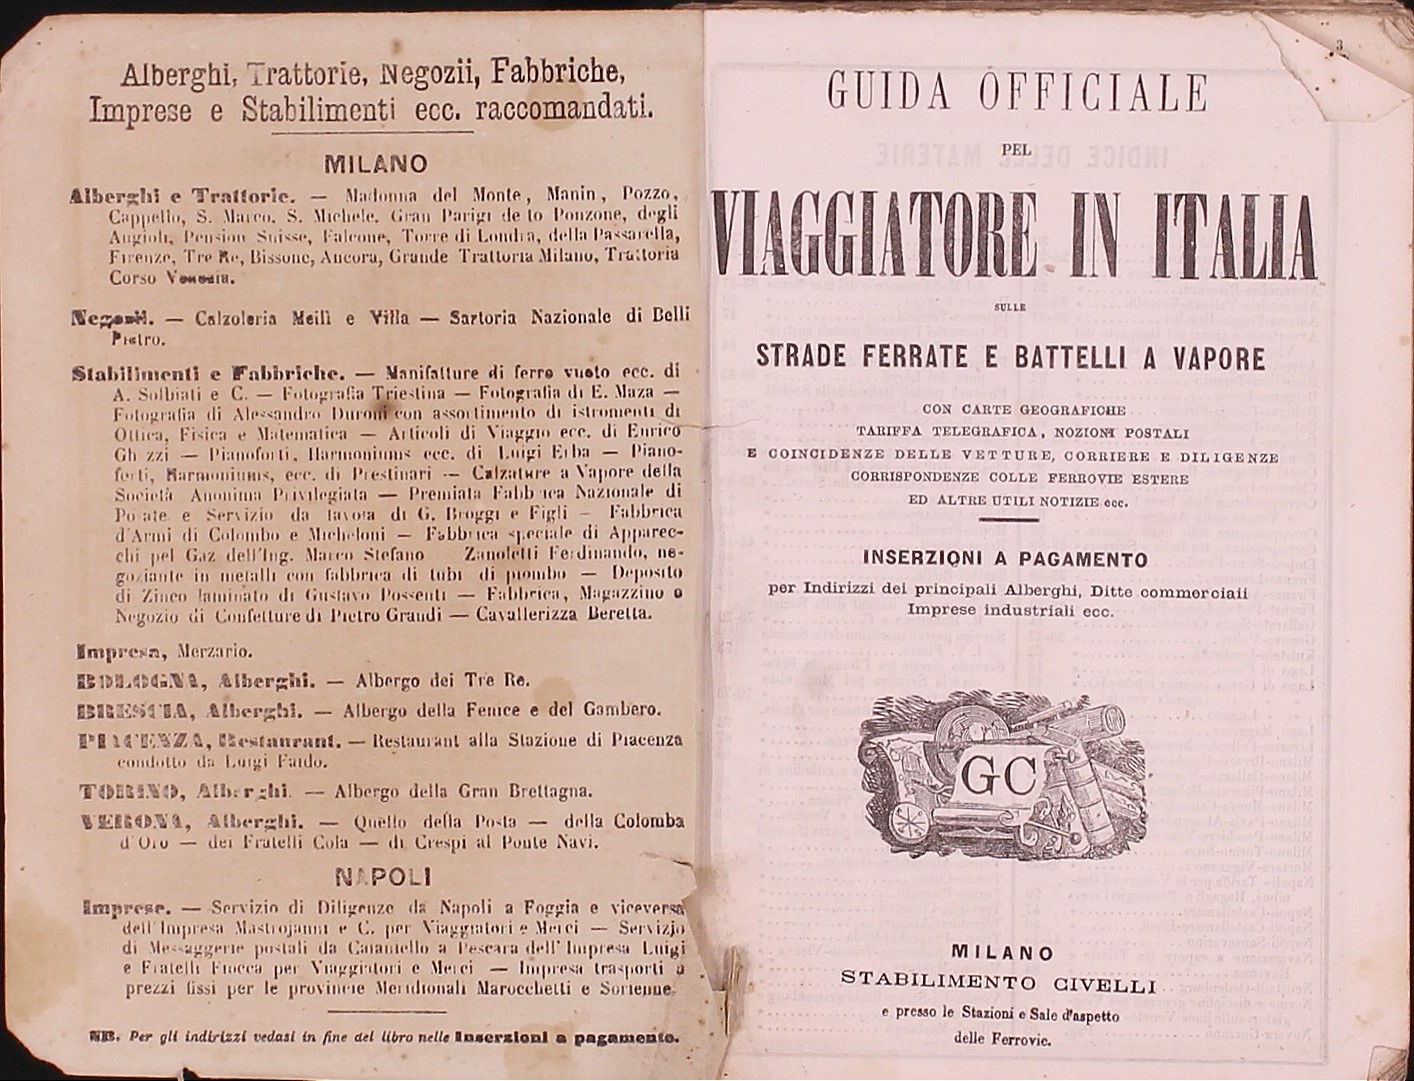 Alberghi, Trattorie, Negozii, Fabbriche,
Imprese e Stabilimenti ecc. raccomandati.
MILANO
Alberghi e Trattorie. — Madonna del Monte, Manin, Pozzo,
Cappello, S. Marco, S. Michele, Gran Parigi detto Ponzone, degli
Angioli, Pension Suisse, Falcone, Torre di Londra, della Passarella,
Firenze, Tre Re, Bissone, Ancora, Grande Trattoria Milano, Trattoria
Corso Venezia.
Negozii. — Calzoleria Meili e Villa — Sartoria Nazionale di Belli
Pietro.
Stabilimenti e Fabbriche. — Manifatture di ferro vuoto ecc. di
A. Solbiati e C. — Fotografia Triestina — Fotografia di E. Maza —
Fotografia di Alessandro Duroni con assortimento di istromenti di
Ottica, Fisica e Matematica — Articoli di Viaggio ecc. di Enrico
Gh zzi — Pianoforti, Harmoniums ecc. di Luigi Erba — Piano-
forti, Harmoniums, ecc. di Prestinari — Calzature a Vapore della
Società Anonima Privilegiata — Premiata Fabbrica Nazionale di
Posate e Servizio da tavola di G. Broggi e Figli — Fabbrica
d'Armi di Colombo e Micheloni — Fabbrica speciale di Apparec-
chi pel Gaz dell'Ing. Marco Stefano Zanoletti Ferdinando, ne-
goziante in metalli con fabbrica di tubi di piombo — Deposito
di Zinco laminato di Gustavo Possenti — Fabbrica, Magazzino e
Negozio di Confetture di Pietro Grandi — Cavallerizza Beretta.
Impresa, Merzario.
BOLOGNA, Alberghi. — Albergo dei Tre Re.
BRESCIA, Alberghi. — Albergo della Fenice e del Gambero.
PIACENZA, Restaurant. — Restaurant alla Stazione di Piacenza
condotto da Luigi Faido.
TORINO, Alberghi. — Albergo della Gran Brettagna.
VERONA, Alberghi. — Quello della Posta — della Colomba
d'Oro — dei Fratelli Cola — di Crespi al Ponte Navi.
NAPOLI
Imprese. — Servizio di Diligenze da Napoli a Foggia e viceversa
dell'Impresa Mastrojanni e C. per Viaggiatori e Merci — Servizio
di Messaggerie postali da Caianiello a Pescara dell'Impresa Luigi
e Fratelli Fiocca per Viaggiatori e Merci — Impresa trasporti a
prezzi fissi per le provincie Meridionali Marocchetti e Sorienne.
NB. Per gli indirizzi vedasi in fine del libro nelle Inserzioni a pagamento.
3
GUIDA OFFICIALE
PEL
VIAGGIATORE IN ITALIA
SULLE
STRADE FERRATE E BATTELLI A VAPORE
CON CARTE GEOGRAFICHE
TARIFFA TELEGRAFICA, NOZIONI POSTALI
E COINCIDENZE DELLE VETTURE, CORRIERE E DILIGENZE
CORRISPONDENZE COLLE FERROVIE ESTERE
ED ALTRE UTILI NOTIZIE ecc.
INSERZIONI A PAGAMENTO
per Indirizzi dei principali Alberghi, Ditte commerciali
Imprese industriali ecc.
GC
MILANO
STABILIMENTO CIVELLI
e presso le Stazioni e Sale d'aspetto
delle Ferrovie.